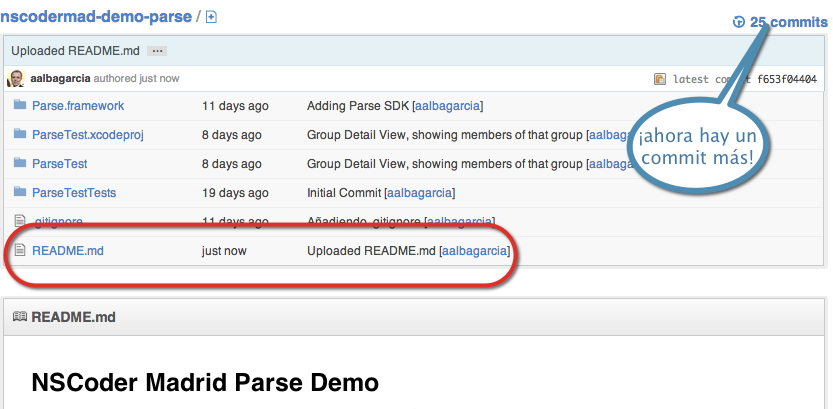 nscodermad-demo-parse /
25 commits
Uploaded README.md ...
aalbagarcia authored just now
latest commit f653f04404
Parse.framework 11 days ago Adding Parse SDK [aalbagarcia]
ParseTest.xcodeproj 8 days ago Group Detail View, showing members of that group [aalbaga
ParseTest 8 days ago Group Detail View, showing members of that group [aalbaga
ParseTestTests 19 days ago Initial Commit [aalbagarcia]
.gitignore 11 days ago Añadiendo .gitignore [aalbagarcia]
README.md just now Uploaded README.md [aalbagarcia]
¡ahora hay un
commit más!
README.md
NSCoder Madrid Parse Demo